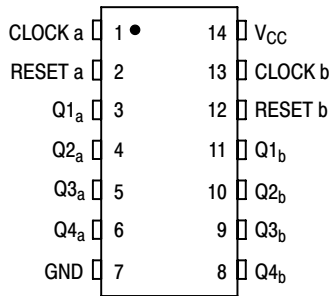 CLOCK a 1 14 VCC
RESET a 2 13 CLOCK b
Q1a 3 12 RESET b
Q2a 4 11 Q1b
Q3a 5 10 Q2b
Q4a 6 9 Q3b
GND 7 8 Q4b